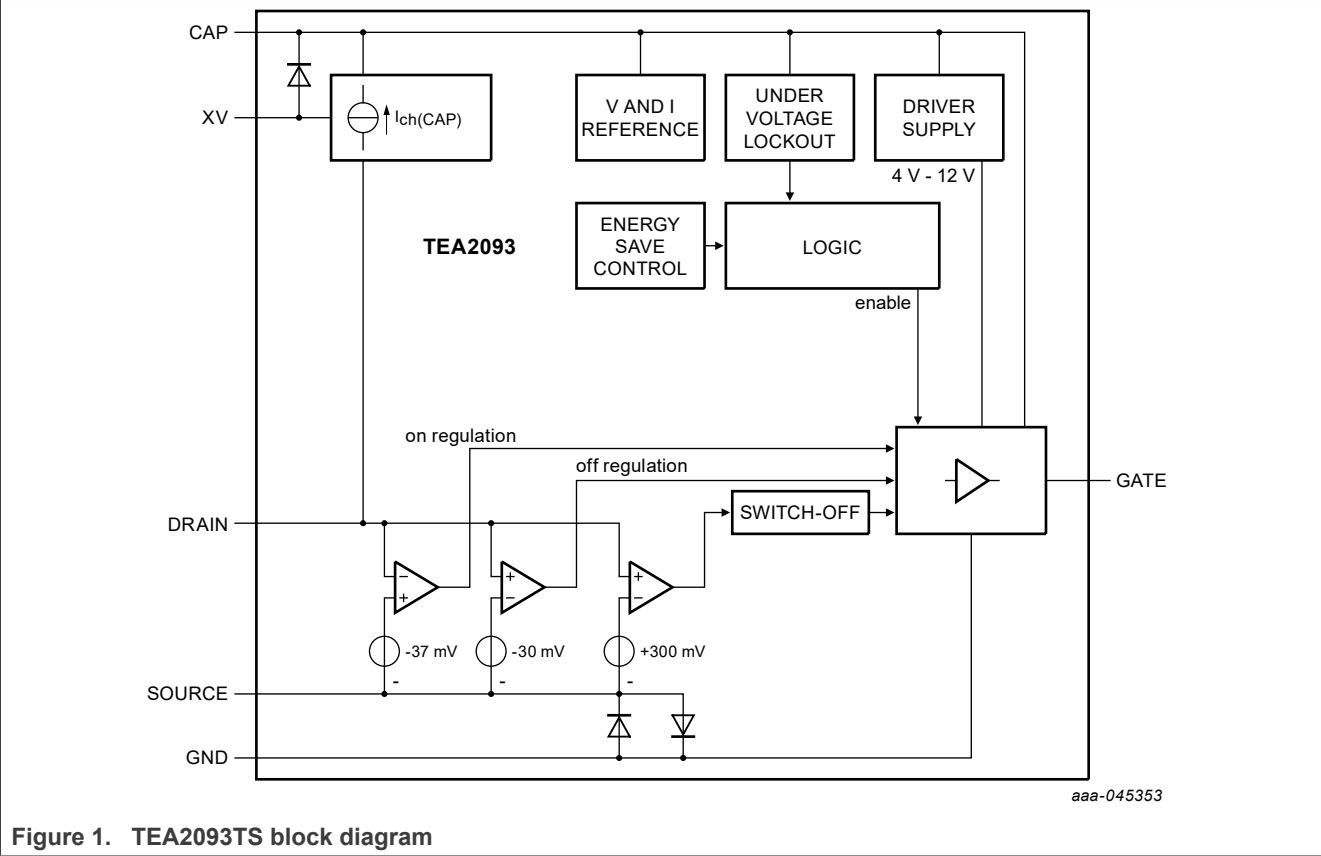 CAP
XV
Ich(CAP)
V AND I
REFERENCE
UNDER
VOLTAGE
LOCKOUT
DRIVER
SUPPLY
4 V - 12 V
TEA2093
ENERGY
SAVE
CONTROL
LOGIC
enable
on regulation
off regulation
SWITCH-OFF
GATE
DRAIN
− + + − + −
-37 mV
-30 mV
+300 mV
- - -
SOURCE
GND
aaa-045353
Figure 1. TEA2093TS block diagram